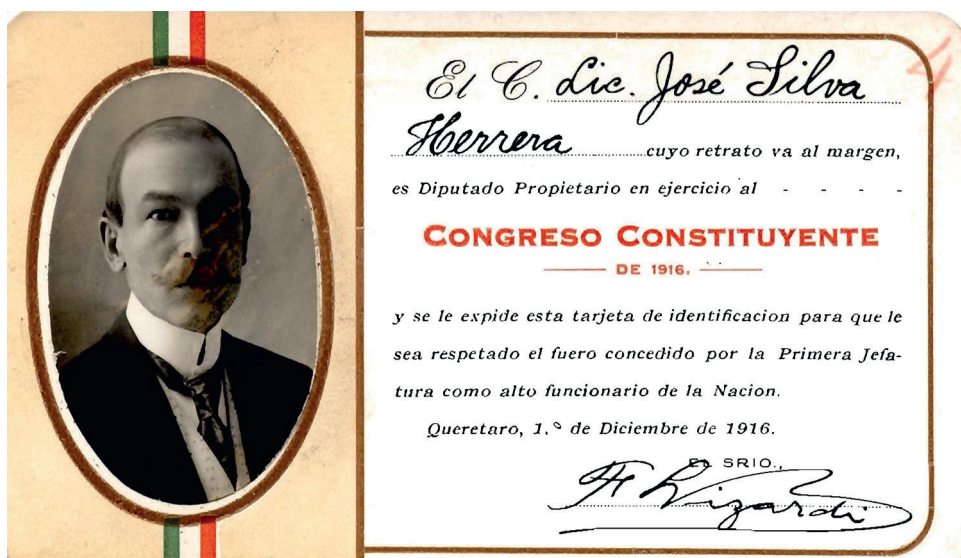 El C. Lic. José Silva
Herrera cuyo retrato va al margen,
es Diputado Propietario en ejercicio al - - - -
CONGRESO CONSTITUYENTE
DE 1916.
y se le expide esta tarjeta de identificacion para que le
sea respetado el fuero concedido por la Primera Jefa-
tura como alto funcionario de la Nacion.
Queretaro, 1.º de Diciembre de 1916.
EL SRIO.,
F Lizardi
4